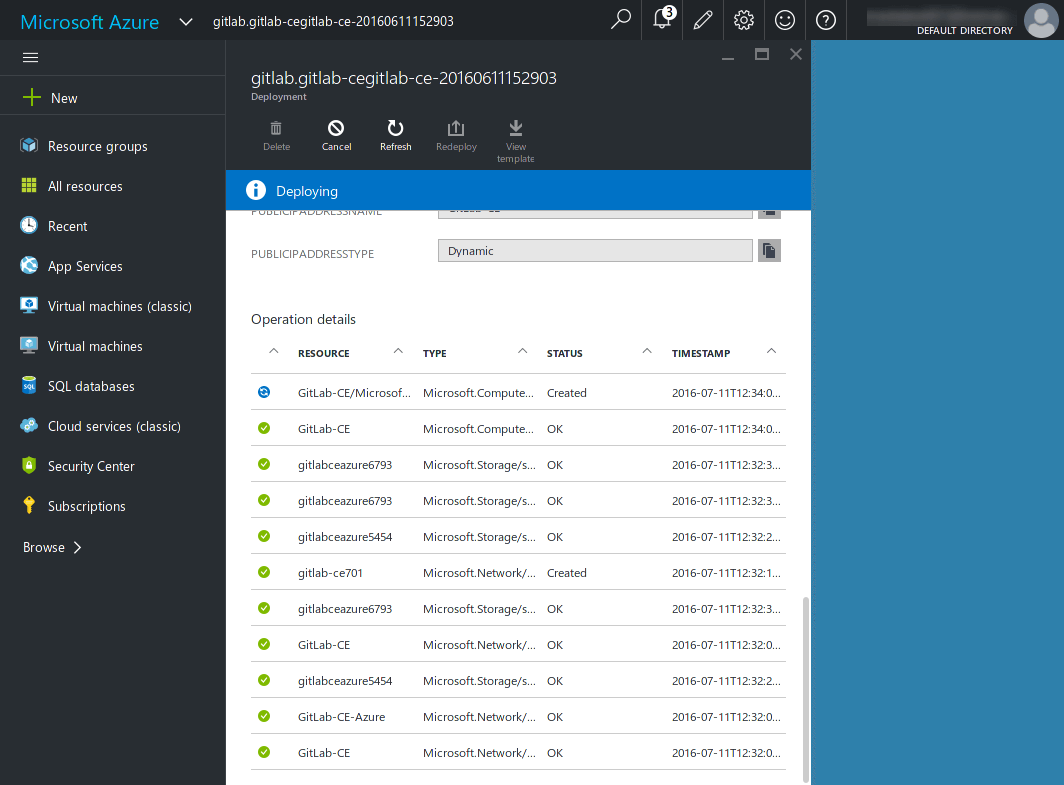 Microsoft Azure
gitlab.gitlab-cegitlab-ce-20160611152903
3
DEFAULT DIRECTORY
New
Resource groups
All resources
Recent
App Services
Virtual machines (classic)
Virtual machines
SQL databases
Cloud services (classic)
Security Center
Subscriptions
Browse
gitlab.gitlab-cegitlab-ce-20160611152903
Deployment
Delete
Cancel
Refresh
Redeploy
View
template
Deploying
PUBLICIPADDRESSNAME
PUBLICIPADDRESSTYPE Dynamic
Operation details
RESOURCE TYPE STATUS TIMESTAMP
GitLab-CE/Microsof... Microsoft.Compute... Created 2016-07-11T12:34:0...
GitLab-CE Microsoft.Compute... OK 2016-07-11T12:34:0...
gitlabceazure6793 Microsoft.Storage/s... OK 2016-07-11T12:32:3...
gitlabceazure6793 Microsoft.Storage/s... OK 2016-07-11T12:32:3...
gitlabceazure5454 Microsoft.Storage/s... OK 2016-07-11T12:32:2...
gitlab-ce701 Microsoft.Network/... Created 2016-07-11T12:32:1...
gitlabceazure6793 Microsoft.Storage/s... OK 2016-07-11T12:32:3...
GitLab-CE Microsoft.Network/... OK 2016-07-11T12:32:0...
gitlabceazure5454 Microsoft.Storage/s... OK 2016-07-11T12:32:2...
GitLab-CE-Azure Microsoft.Network/... OK 2016-07-11T12:32:0...
GitLab-CE Microsoft.Network/... OK 2016-07-11T12:32:0...